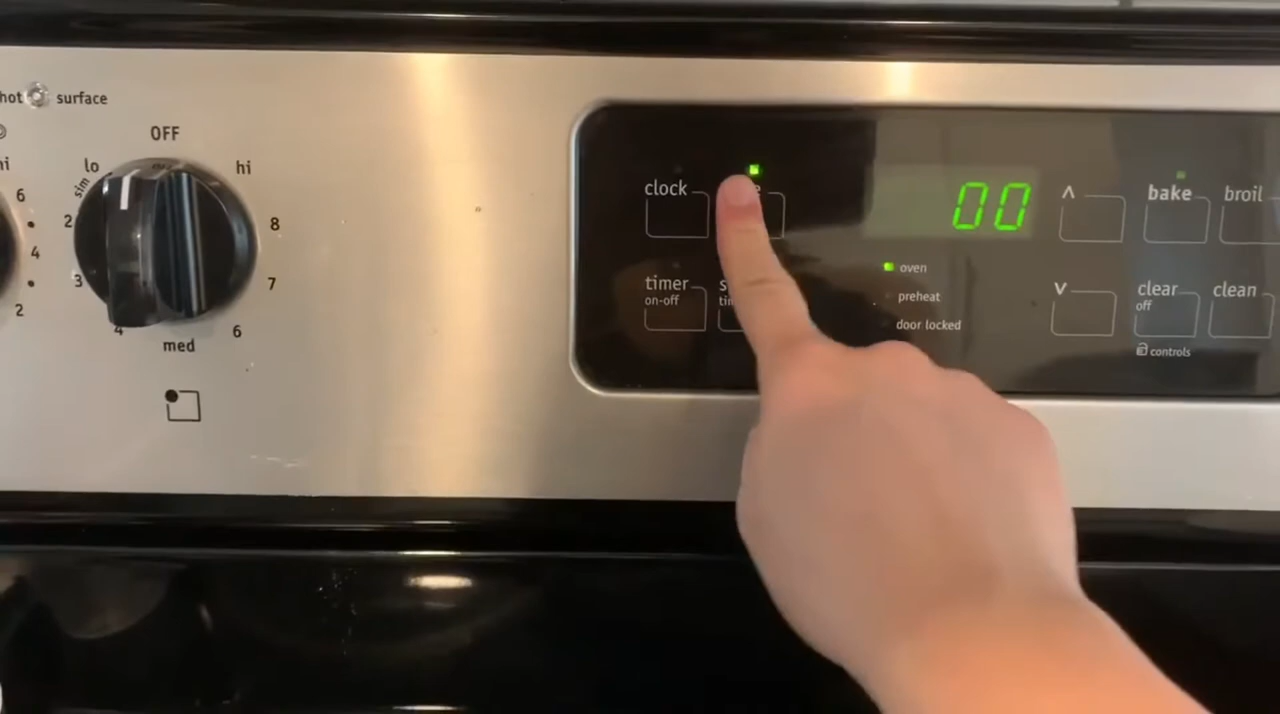 hot surface
OFF
hi
lo
hi
sim
6
2
8
4
3
7
2
4
6
med
clock
timer
on-off
00
oven
preheat
door locked
^
bake
broil
v
clear
off
clean
controls